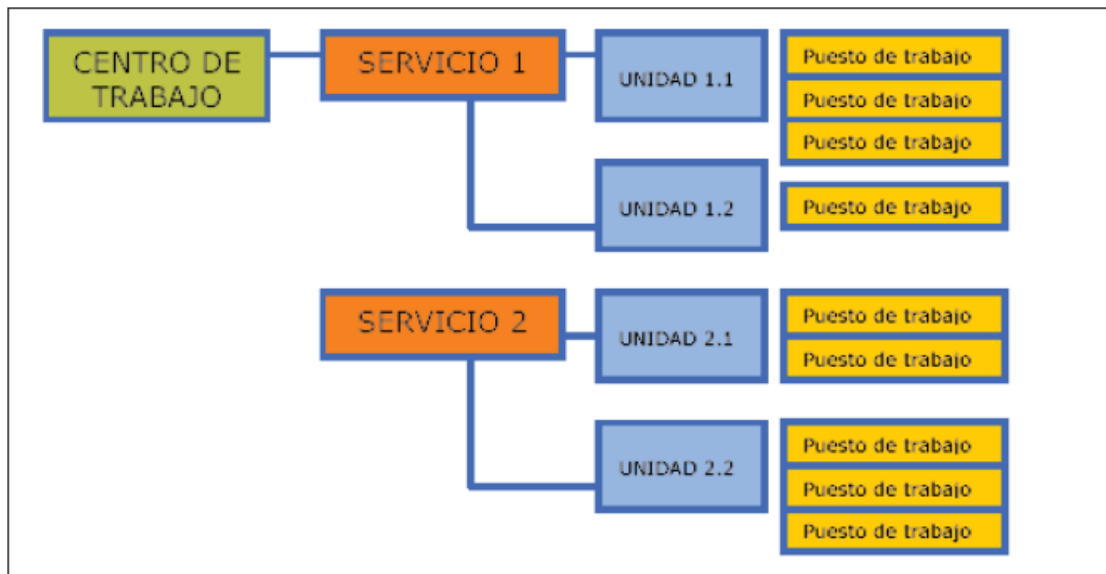 CENTRO DE
TRABAJO
SERVICIO 1
UNIDAD 1.1
Puesto de trabajo
Puesto de trabajo
Puesto de trabajo
UNIDAD 1.2
Puesto de trabajo
SERVICIO 2
UNIDAD 2.1
Puesto de trabajo
Puesto de trabajo
UNIDAD 2.2
Puesto de trabajo
Puesto de trabajo
Puesto de trabajo